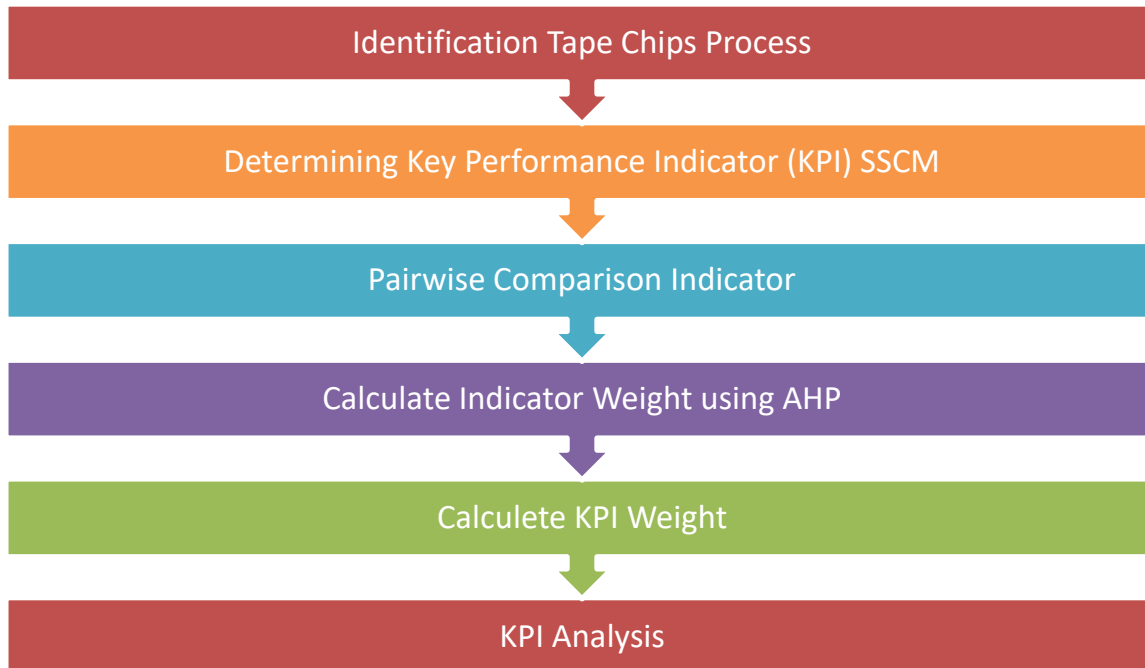 Identification Tape Chips Process
Determining Key Performance Indicator (KPI) SSCM
Pairwise Comparison Indicator
Calculate Indicator Weight using AHP
Calculete KPI Weight
KPI Analysis